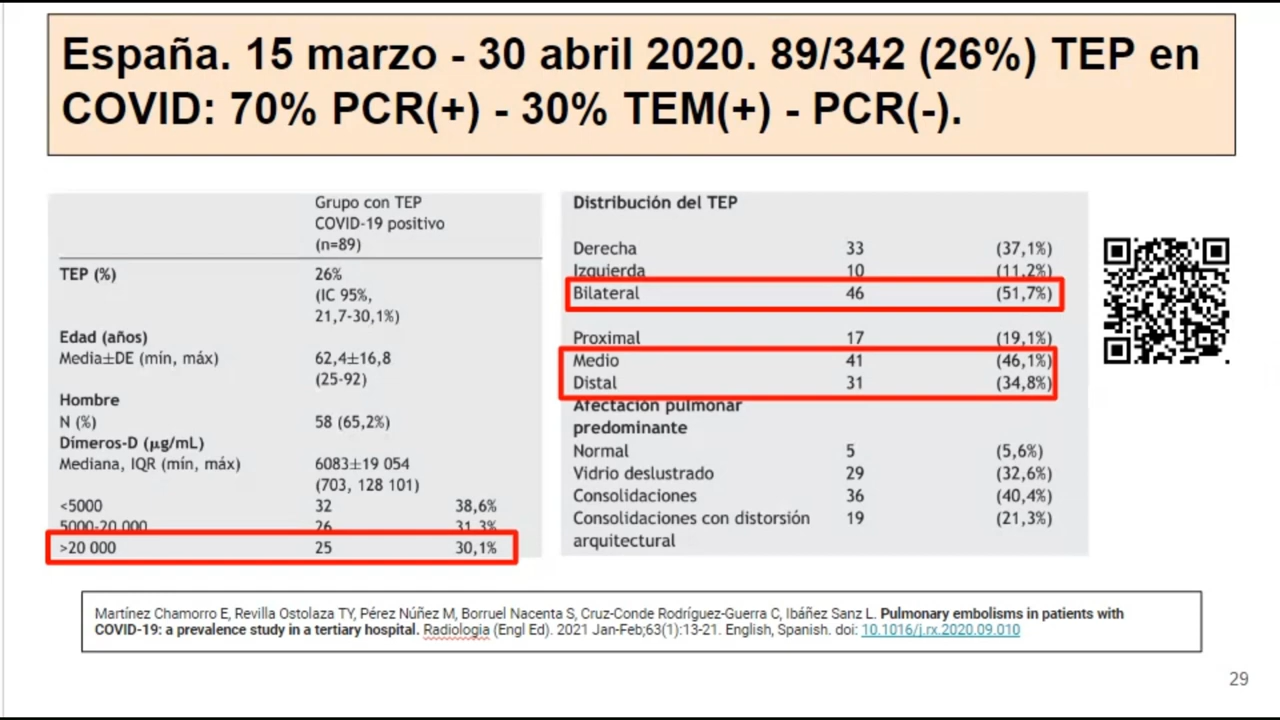 España. 15 marzo - 30 abril 2020. 89/342 (26%) TEP en
COVID: 70% PCR(+) - 30% TEM(+) - PCR(-).
Grupo con TEP
COVID-19 positivo
(n=89)
TEP (%) 26%
(IC 95%,
21,7-30,1%)
Edad (años)
Media±DE (mín, máx) 62,4±16,8
(25-92)
Hombre
N (%) 58 (65,2%)
Dímeros-D (µg/mL)
Mediana, IQR (mín, máx) 6083±19 054
(703, 128 101)
<5000 32 38,6%
5000-20 000 26 31,3%
>20 000 25 30,1%
Distribución del TEP
Derecha 33 (37,1%)
Izquierda 10 (11,2%)
Bilateral 46 (51,7%)
Proximal 17 (19,1%)
Medio 41 (46,1%)
Distal 31 (34,8%)
Afectación pulmonar
predominante
Normal 5 (5,6%)
Vidrio deslustrado 29 (32,6%)
Consolidaciones 36 (40,4%)
Consolidaciones con distorsión 19 (21,3%)
arquitectural
Martínez Chamorro E, Revilla Ostolaza TY, Pérez Núñez M, Borruel Nacenta S, Cruz-Conde Rodríguez-Guerra C, Ibáñez Sanz L. Pulmonary embolisms in patients with
COVID-19: a prevalence study in a tertiary hospital. Radiologia (Engl Ed). 2021 Jan-Feb;63(1):13-21. English, Spanish. doi: 10.1016/j.rx.2020.09.010
29